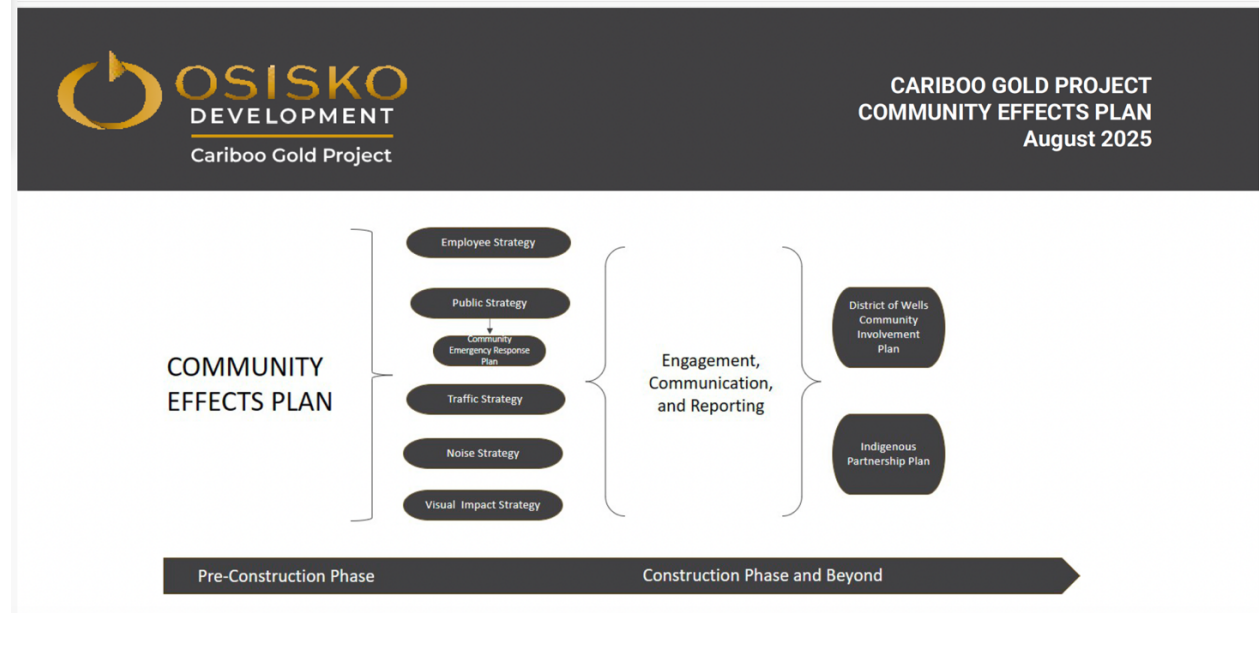 OSISKO
DEVELOPMENT
Cariboo Gold Project
CARIBOO GOLD PROJECT
COMMUNITY EFFECTS PLAN
August 2025
COMMUNITY
EFFECTS PLAN
Employee Strategy
Public Strategy
Community
Emergency Response
Plan
Traffic Strategy
Noise Strategy
Visual Impact Strategy
Engagement,
Communication,
and Reporting
District of Wells
Community
Involvement
Plan
Indigenous
Partnership Plan
Pre-Construction Phase
Construction Phase and Beyond